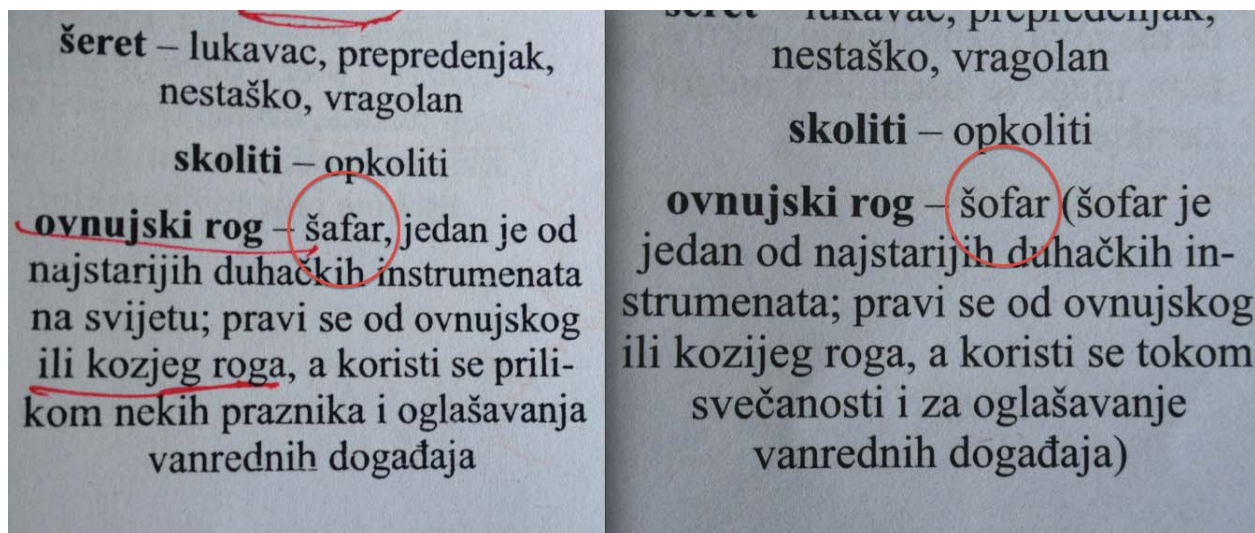 šeret – lukavac, prepredenjak,
nestaško, vragolan
skoliti – opkoliti
ovnujski rog – šafar, jedan je od
najstarijih duhačkih instrumenata
na svijetu; pravi se od ovnujskog
ili kozjeg roga, a koristi se prili-
kom nekih praznika i oglašavanja
vanrednih događaja
šeret – lukavac, prepredenjak,
nestaško, vragolan
skoliti – opkoliti
ovnujski rog – šofar (šofar je
jedan od najstarijih duhačkih in-
strumenata; pravi se od ovnujskog
ili kozijeg roga, a koristi se tokom
svečanosti i za oglašavanje
vanrednih događaja)